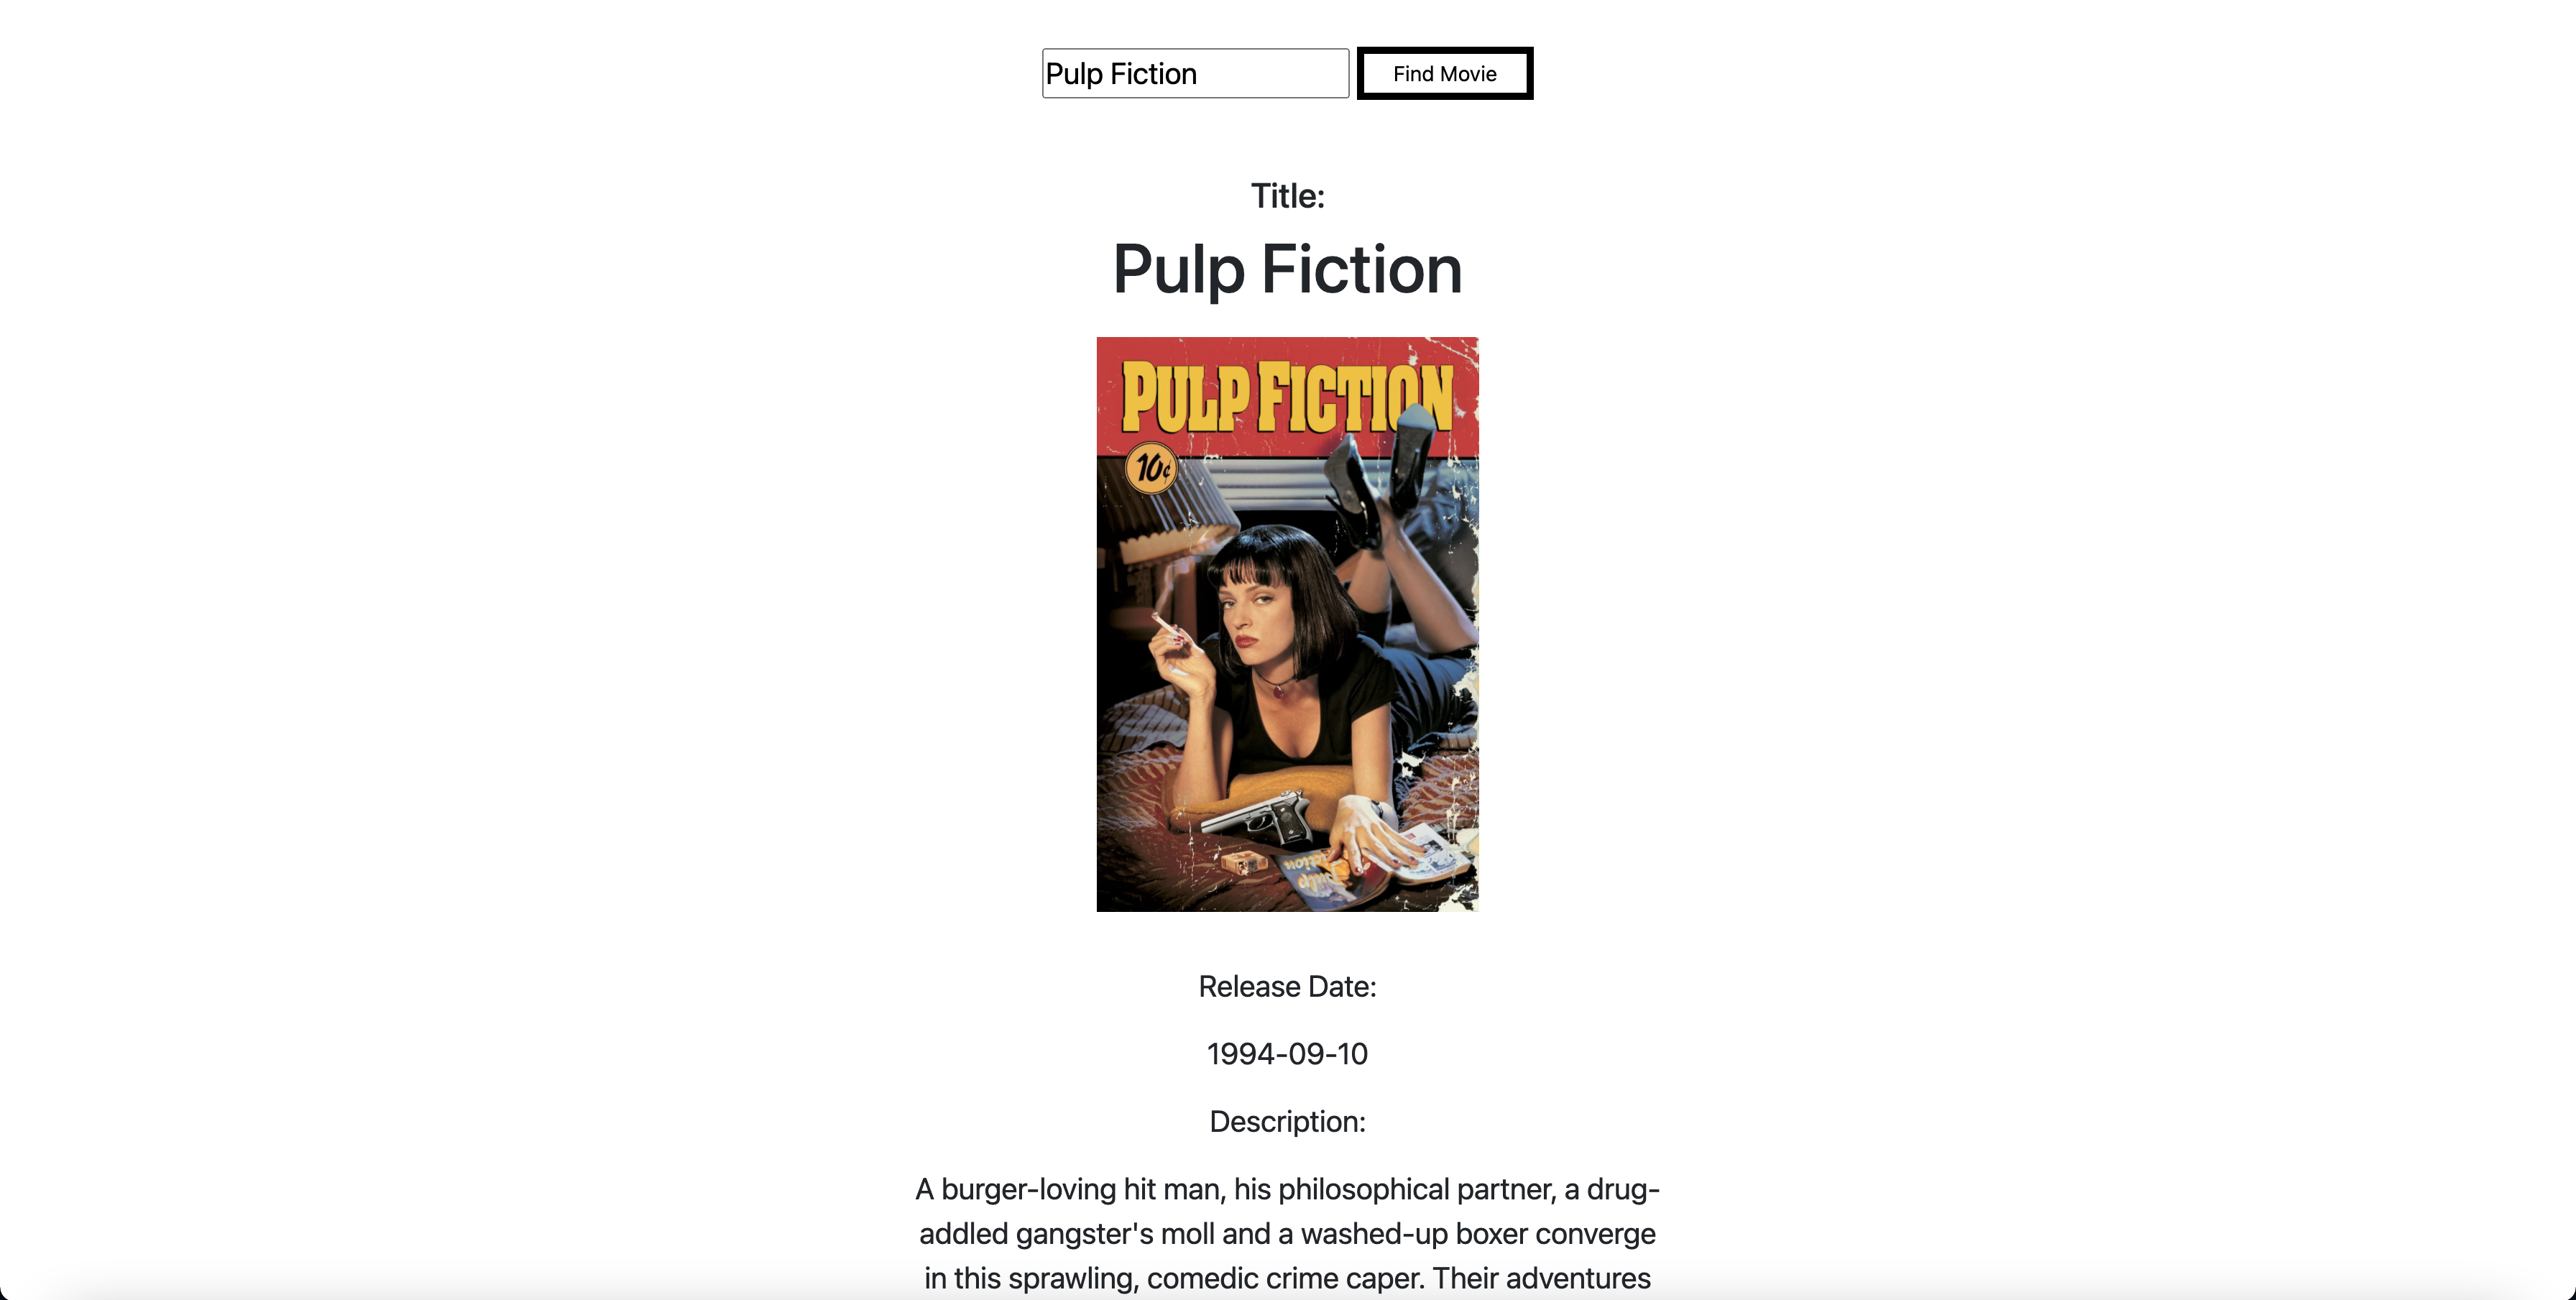 Pulp Fiction
Find Movie
Title:
Pulp Fiction
PULP FICTION
10¢
Pulp
Fiction
Release Date:
1994-09-10
Description:
A burger-loving hit man, his philosophical partner, a drug-
addled gangster's moll and a washed-up boxer converge
in this sprawling, comedic crime caper. Their adventures